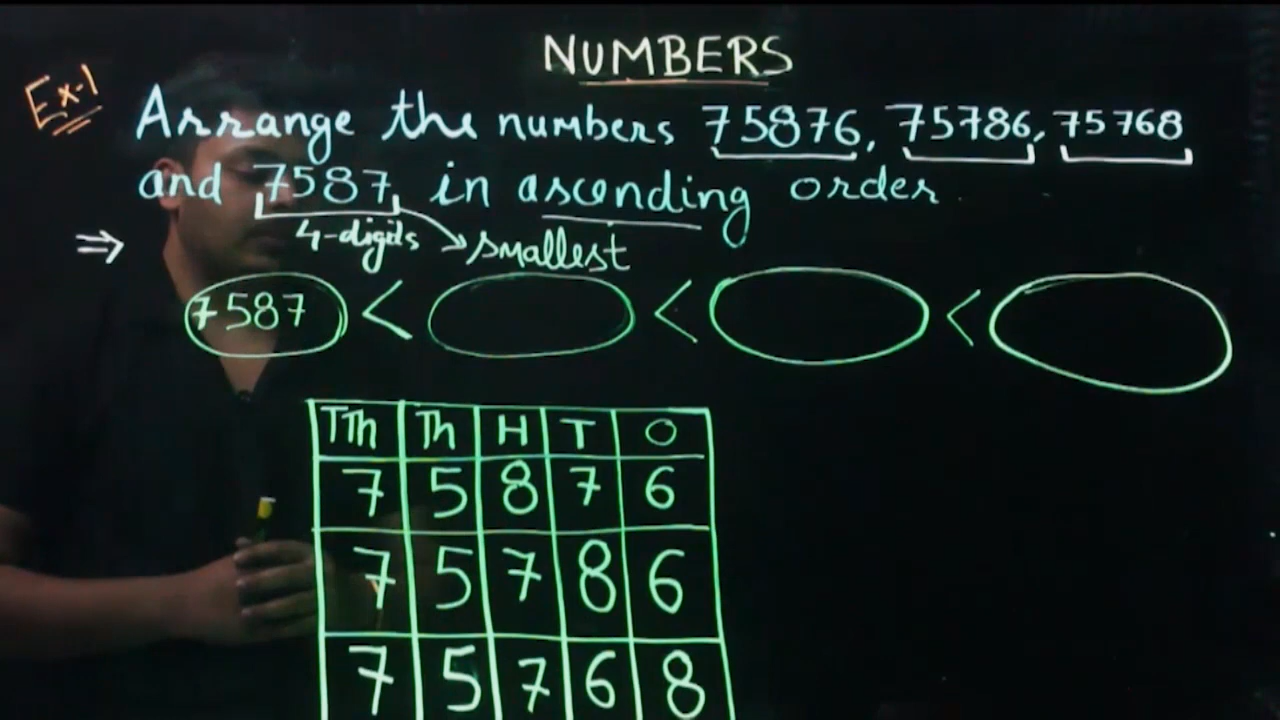 NUMBERS
Ex-1
Arrange the numbers 75876, 75786, 75768
and 7587 in ascending order.
⇒ 4-digits → smallest
7587 < < <
TTh Th H T O
7 5 8 7 6
7 5 7 8 6
7 5 7 6 8